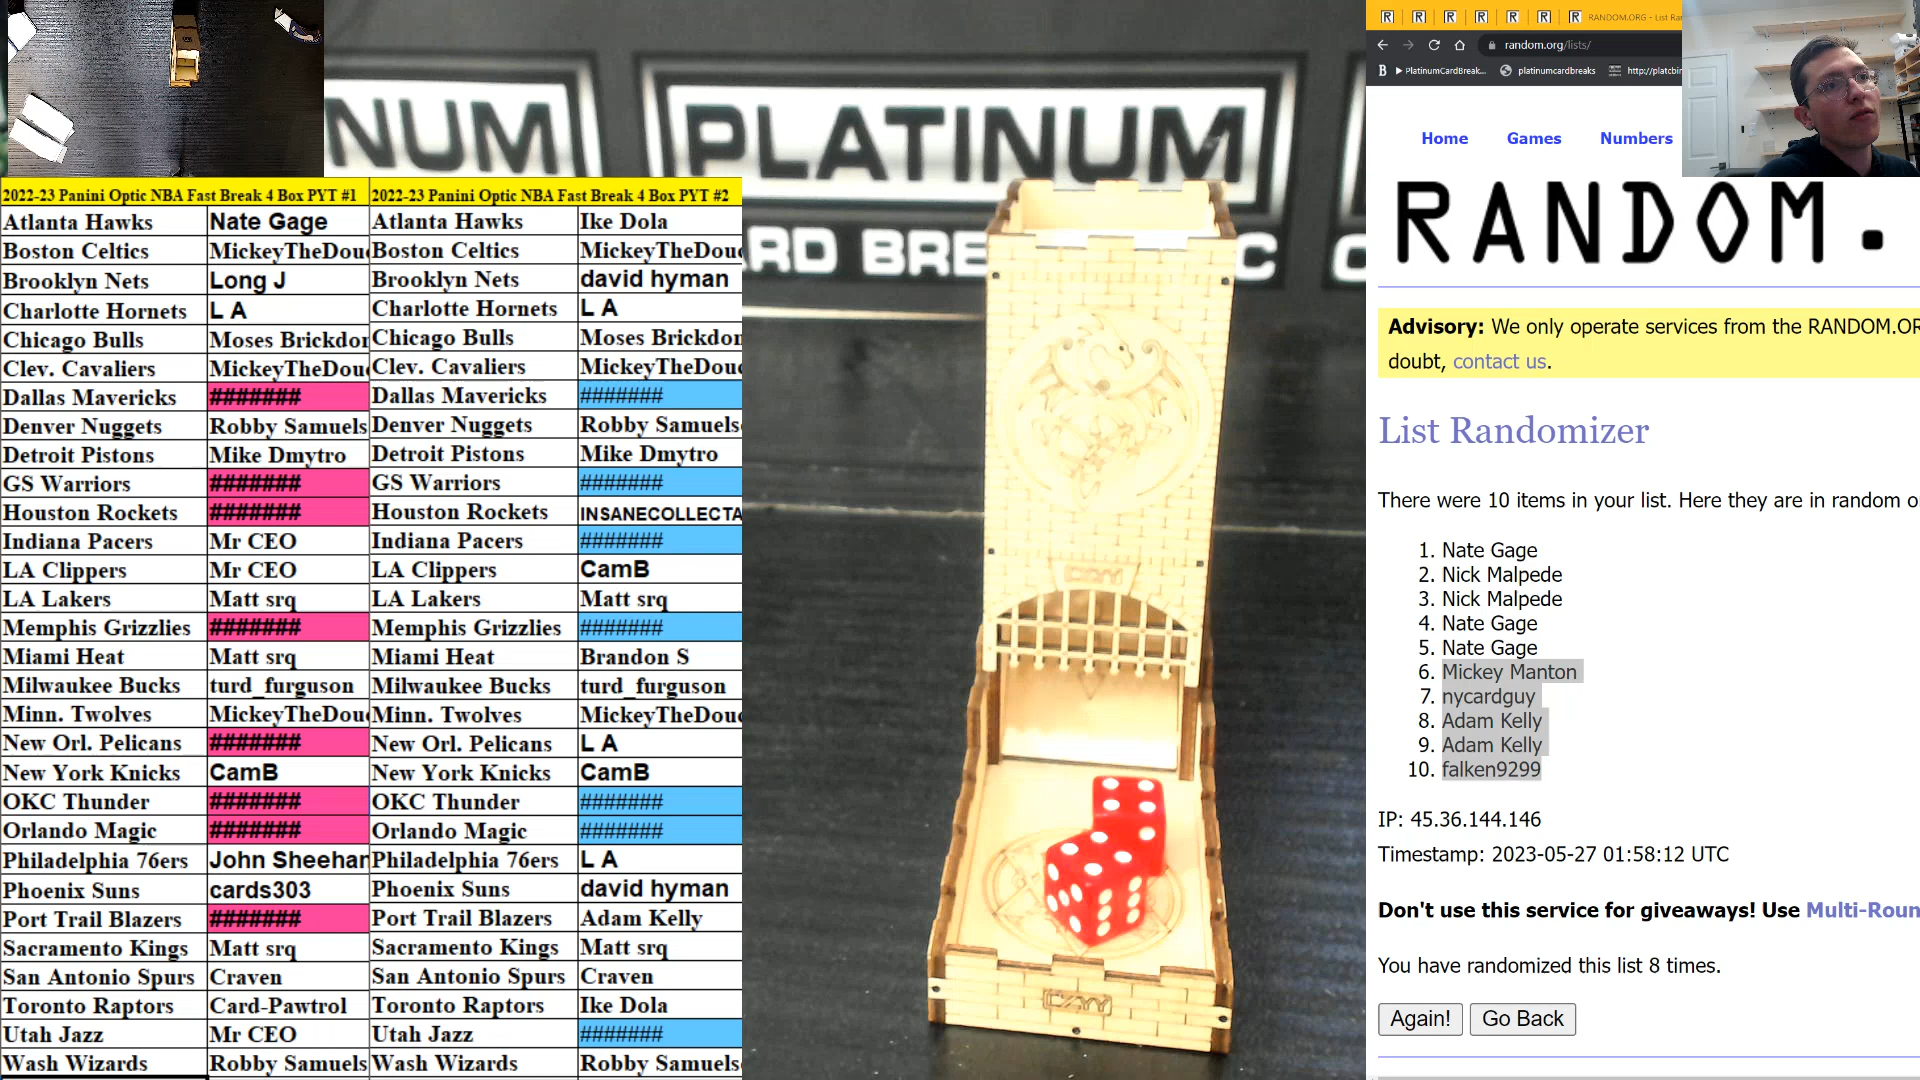 NUM
PLATINUM
ARD BRE
C
C
2022-23 Panini Optic NBA Fast Break 4 Box PYT #1
2022-23 Panini Optic NBA Fast Break 4 Box PYT #2
Atlanta Hawks Nate Gage Atlanta Hawks Ike Dola
Boston Celtics MickeyTheDou Boston Celtics MickeyTheDou
Brooklyn Nets Long J Brooklyn Nets david hyman
Charlotte Hornets L A Charlotte Hornets L A
Chicago Bulls Moses Brickdor Chicago Bulls Moses Brickdor
Clev. Cavaliers MickeyTheDou Clev. Cavaliers MickeyTheDou
Dallas Mavericks ####### Dallas Mavericks #######
Denver Nuggets Robby Samuels Denver Nuggets Robby Samuels
Detroit Pistons Mike Dmytro Detroit Pistons Mike Dmytro
GS Warriors ####### GS Warriors #######
Houston Rockets ####### Houston Rockets INSANECOLLECTA
Indiana Pacers Mr CEO Indiana Pacers #######
LA Clippers Mr CEO LA Clippers CamB
LA Lakers Matt srq LA Lakers Matt srq
Memphis Grizzlies ####### Memphis Grizzlies #######
Miami Heat Matt srq Miami Heat Brandon S
Milwaukee Bucks turd_furguson Milwaukee Bucks turd_furguson
Minn. Twolves MickeyTheDou Minn. Twolves MickeyTheDou
New Orl. Pelicans ####### New Orl. Pelicans L A
New York Knicks CamB New York Knicks CamB
OKC Thunder ####### OKC Thunder #######
Orlando Magic ####### Orlando Magic #######
Philadelphia 76ers John Sheehan Philadelphia 76ers L A
Phoenix Suns cards303 Phoenix Suns david hyman
Port Trail Blazers ####### Port Trail Blazers Adam Kelly
Sacramento Kings Matt srq Sacramento Kings Matt srq
San Antonio Spurs Craven San Antonio Spurs Craven
Toronto Raptors Card-Pawtrol Toronto Raptors Ike Dola
Utah Jazz Mr CEO Utah Jazz #######
Wash Wizards Robby Samuels Wash Wizards Robby Samuels
R R R R R R R RANDOM.ORG - List Ra
random.org/lists/
B PlatinumCardBreak... platinumcardbreaks http://platcbin
Home Games Numbers
RANDOM.
Advisory: We only operate services from the RANDOM.OR
doubt, contact us.
List Randomizer
There were 10 items in your list. Here they are in random o
1. Nate Gage
2. Nick Malpede
3. Nick Malpede
4. Nate Gage
5. Nate Gage
6. Mickey Manton
7. nycardguy
8. Adam Kelly
9. Adam Kelly
10. falken9299
IP: 45.36.144.146
Timestamp: 2023-05-27 01:58:12 UTC
Don't use this service for giveaways! Use Multi-Roun
You have randomized this list 8 times.
Again! Go Back